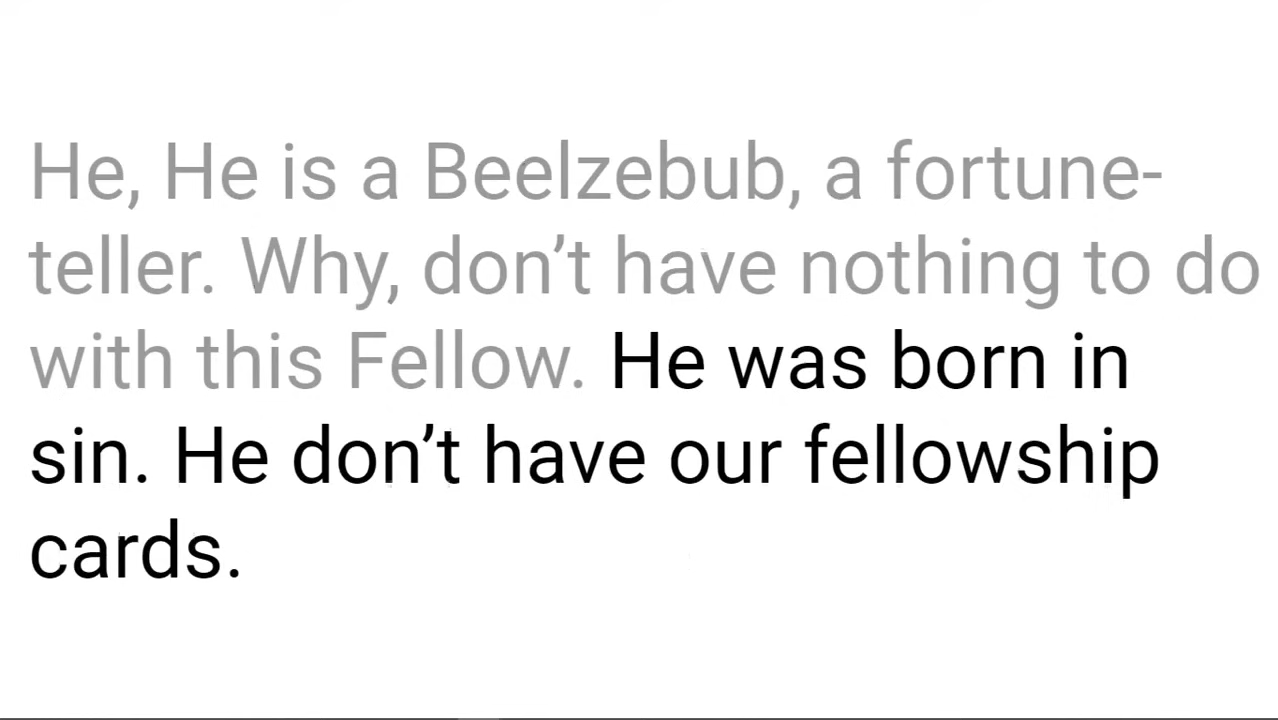 He, He is a Beelzebub, a fortune-
teller. Why, don’t have nothing to do
with this Fellow. He was born in
sin. He don’t have our fellowship
cards.